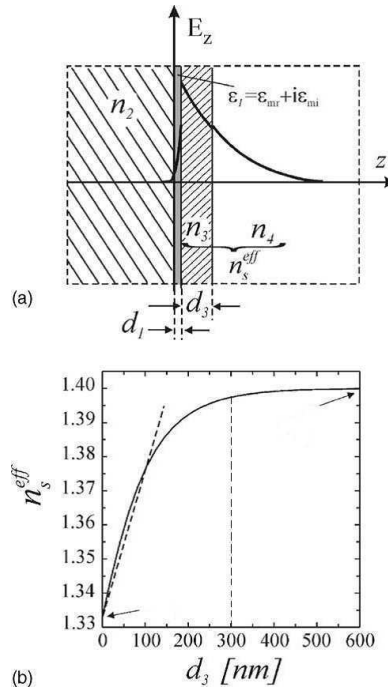 E_z
ε_1=ε_mr+iε_mi
n_2
z
n_3 n_4
n_s^eff
(a)
d_3
d_1
1.40
1.39
1.38
1.37
1.36
1.35
1.34
1.33
n_s^eff
0 100 200 300 400 500 600
d_3 [nm]
(b)